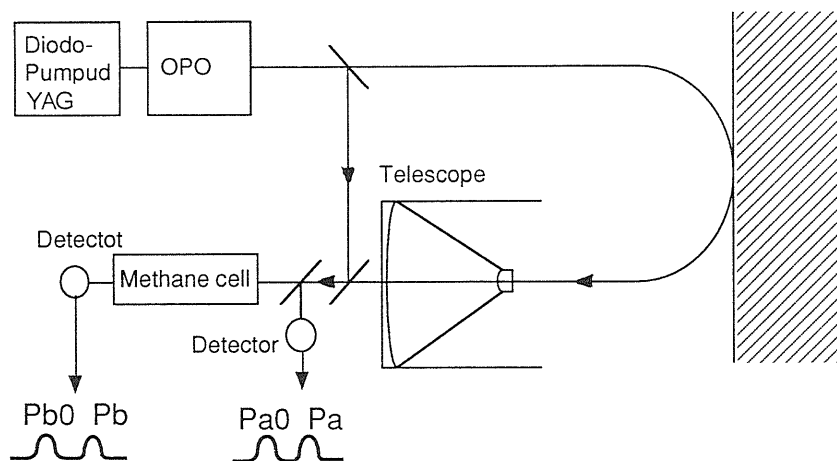 Diodo-
Pumpud
YAG
OPO
Telescope
Detectot
Methane cell
Detector
Pb0 Pb
Pa0 Pa